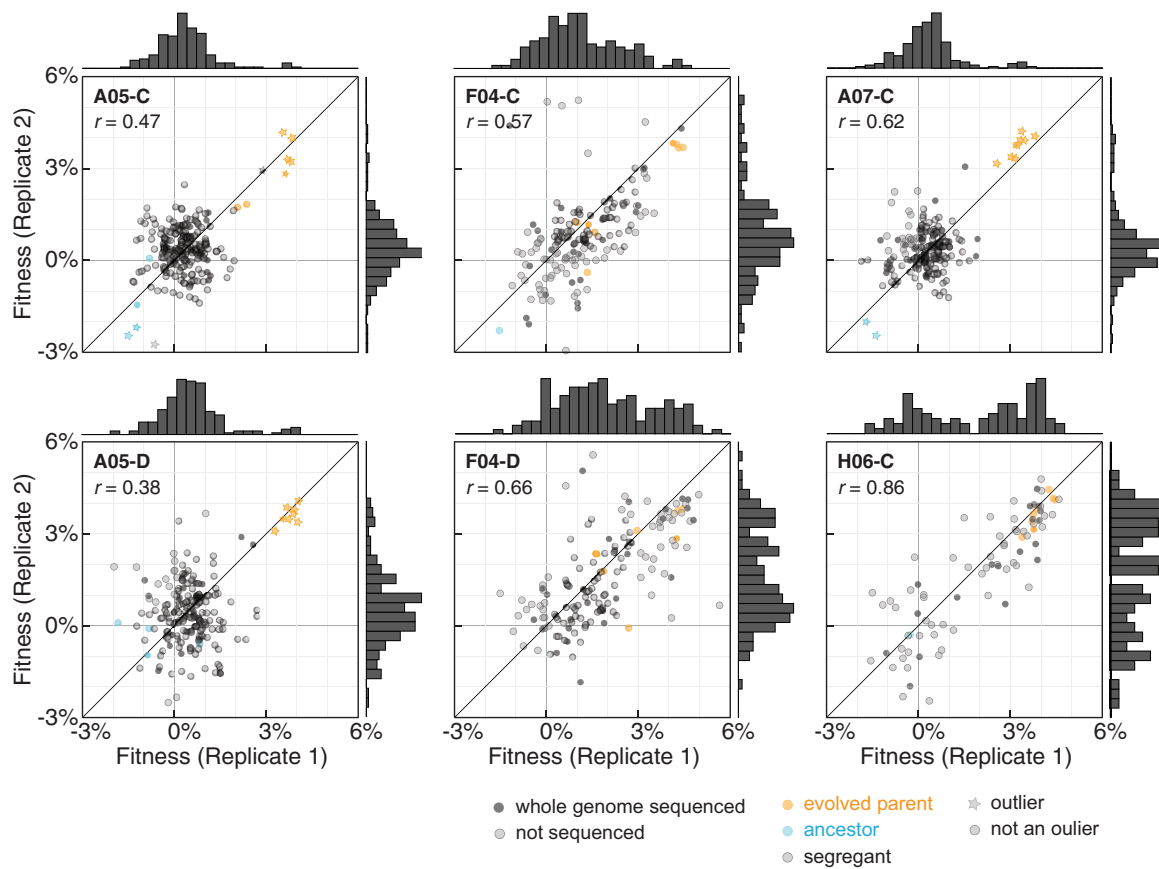 6%
3%
0%
-3%
Fitness (Replicate 2)
A05-C
r = 0.47
F04-C
r = 0.57
A07-C
r = 0.62
6%
3%
0%
-3%
Fitness (Replicate 2)
A05-D
r = 0.38
F04-D
r = 0.66
H06-C
r = 0.86
-3% 0% 3% 6%
-3% 0% 3% 6%
-3% 0% 3% 6%
Fitness (Replicate 1)
Fitness (Replicate 1)
Fitness (Replicate 1)
whole genome sequenced
not sequenced
evolved parent
ancestor
segregant
outlier
not an oulier